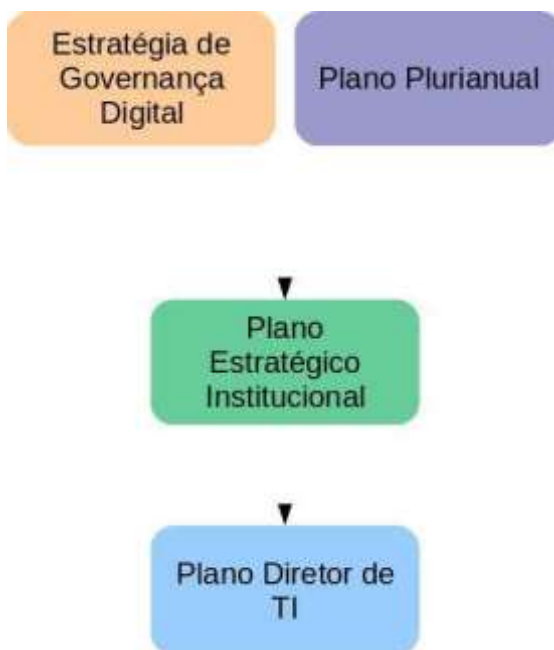 Estratégia de
Governança
Digital
Plano Plurianual
Plano
Estratégico
Institucional
Plano Diretor de
TI